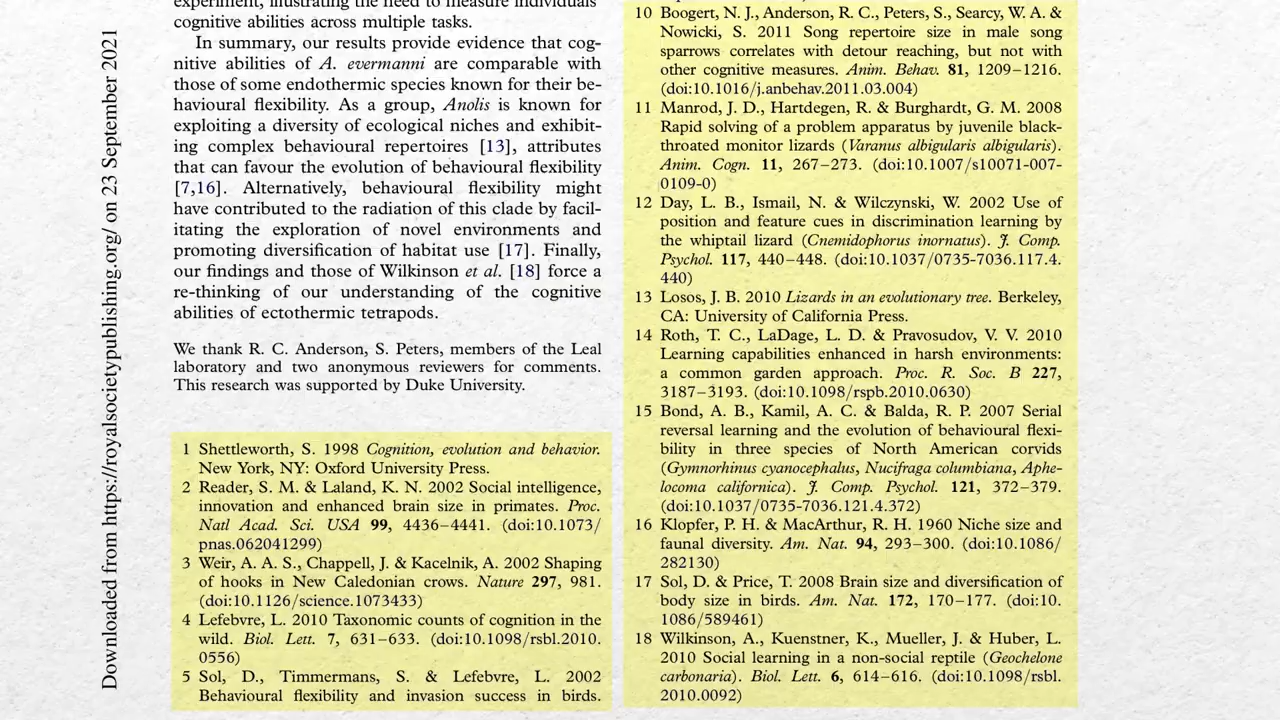 experiment, illustrating the need to measure individuals'
cognitive abilities across multiple tasks.
In summary, our results provide evidence that cog-
nitive abilities of A. evermanni are comparable with
those of some endothermic species known for their be-
havioural flexibility. As a group, Anolis is known for
exploiting a diversity of ecological niches and exhibit-
ing complex behavioural repertoires [13], attributes
that can favour the evolution of behavioural flexibility
[7,16]. Alternatively, behavioural flexibility might
have contributed to the radiation of this clade by facil-
itating the exploration of novel environments and
promoting diversification of habitat use [17]. Finally,
our findings and those of Wilkinson et al. [18] force a
re-thinking of our understanding of the cognitive
abilities of ectothermic tetrapods.
We thank R. C. Anderson, S. Peters, members of the Leal
laboratory and two anonymous reviewers for comments.
This research was supported by Duke University.
1 Shettleworth, S. 1998 Cognition, evolution and behavior.
New York, NY: Oxford University Press.
2 Reader, S. M. & Laland, K. N. 2002 Social intelligence,
innovation and enhanced brain size in primates. Proc.
Natl Acad. Sci. USA 99, 4436–4441. (doi:10.1073/
pnas.062041299)
3 Weir, A. A. S., Chappell, J. & Kacelnik, A. 2002 Shaping
of hooks in New Caledonian crows. Nature 297, 981.
(doi:10.1126/science.1073433)
4 Lefebvre, L. 2010 Taxonomic counts of cognition in the
wild. Biol. Lett. 7, 631–633. (doi:10.1098/rsbl.2010.
0556)
5 Sol, D., Timmermans, S. & Lefebvre, L. 2002
Behavioural flexibility and invasion success in birds.
10 Boogert, N. J., Anderson, R. C., Peters, S., Searcy, W. A. &
Nowicki, S. 2011 Song repertoire size in male song
sparrows correlates with detour reaching, but not with
other cognitive measures. Anim. Behav. 81, 1209–1216.
(doi:10.1016/j.anbehav.2011.03.004)
11 Manrod, J. D., Hartdegen, R. & Burghardt, G. M. 2008
Rapid solving of a problem apparatus by juvenile black-
throated monitor lizards (Varanus albigularis albigularis).
Anim. Cogn. 11, 267–273. (doi:10.1007/s10071-007-
0109-0)
12 Day, L. B., Ismail, N. & Wilczynski, W. 2002 Use of
position and feature cues in discrimination learning by
the whiptail lizard (Cnemidophorus inornatus). J. Comp.
Psychol. 117, 440–448. (doi:10.1037/0735-7036.117.4.
440)
13 Losos, J. B. 2010 Lizards in an evolutionary tree. Berkeley,
CA: University of California Press.
14 Roth, T. C., LaDage, L. D. & Pravosudov, V. V. 2010
Learning capabilities enhanced in harsh environments:
a common garden approach. Proc. R. Soc. B 227,
3187–3193. (doi:10.1098/rspb.2010.0630)
15 Bond, A. B., Kamil, A. C. & Balda, R. P. 2007 Serial
reversal learning and the evolution of behavioural flexi-
bility in three species of North American corvids
(Gymnorhinus cyanocephalus, Nucifraga columbiana, Aphe-
locoma californica). J. Comp. Psychol. 121, 372–379.
(doi:10.1037/0735-7036.121.4.372)
16 Klopfer, P. H. & MacArthur, R. H. 1960 Niche size and
faunal diversity. Am. Nat. 94, 293–300. (doi:10.1086/
282130)
17 Sol, D. & Price, T. 2008 Brain size and diversification of
body size in birds. Am. Nat. 172, 170–177. (doi:10.
1086/589461)
18 Wilkinson, A., Kuenstner, K., Mueller, J. & Huber, L.
2010 Social learning in a non-social reptile (Geochelone
carbonaria). Biol. Lett. 6, 614–616. (doi:10.1098/rsbl.
2010.0092)
Downloaded from https://royalsocietypublishing.org/ on 23 September 2021